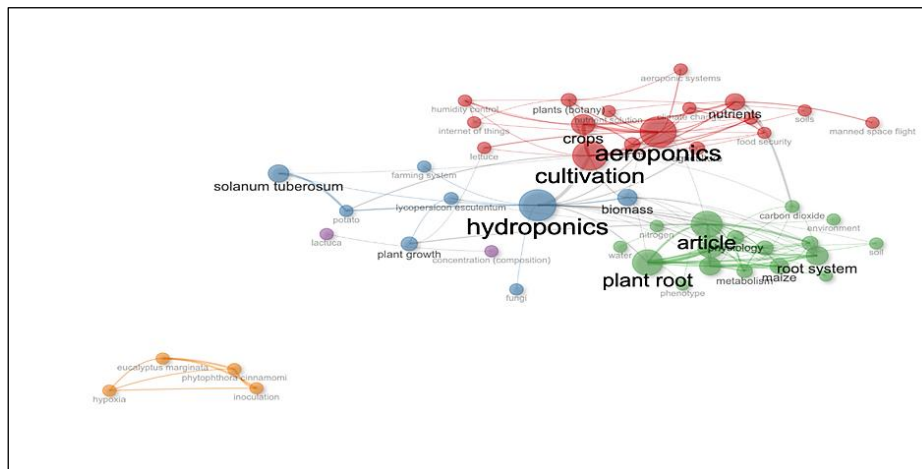 aeroponic systems
humidity control
plants (botany)
nutrient solution
climate change
nutrients
soils
internet of things
manned space flight
crops
food security
lettuce
aeroponics
cultivation
farming system
solanum tuberosum
lycopersicon esculentum
biomass
potato
hydroponics
carbon dioxide
environment
lactuca
nitrogen
article
physiology
plant growth
concentration (composition)
water
soil
root system
plant root
metabolism
maize
phenotype
fungi
eucalyptus marginata
phytophthora cinnamomi
hypoxia
inoculation